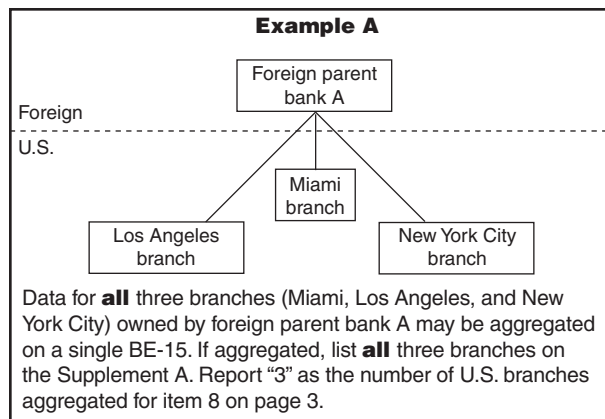 Example A
Foreign parent
bank A
Foreign
U.S.
Miami
branch
Los Angeles
branch
New York City
branch
Data for all three branches (Miami, Los Angeles, and New
York City) owned by foreign parent bank A may be aggregated
on a single BE-15. If aggregated, list all three branches on
the Supplement A. Report “3” as the number of U.S. branches
aggregated for item 8 on page 3.